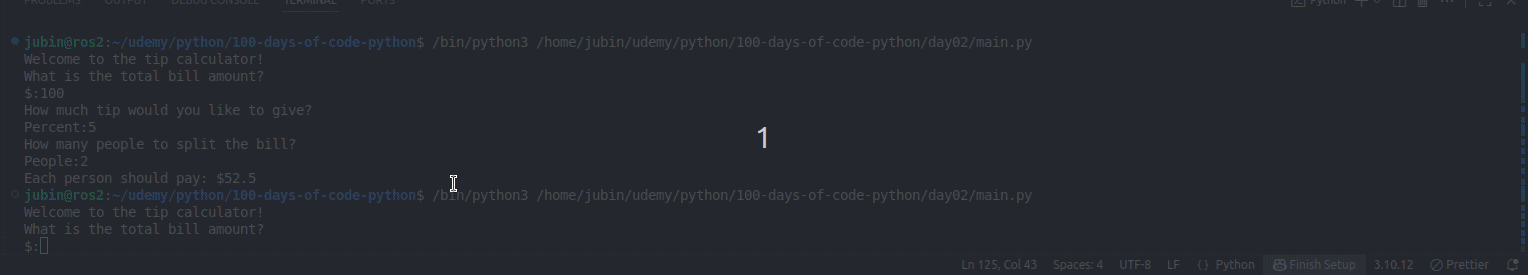 PROBLEMS OUTPUT DEBUG CONSOLE TERMINAL PORTS Python
jubin@ros2:~/udemy/python/100-days-of-code-python$ /bin/python3 /home/jubin/udemy/python/100-days-of-code-python/day02/main.py
Welcome to the tip calculator!
What is the total bill amount?
$:100
How much tip would you like to give?
Percent:5
How many people to split the bill?
People:2
Each person should pay: $52.5
jubin@ros2:~/udemy/python/100-days-of-code-python$ /bin/python3 /home/jubin/udemy/python/100-days-of-code-python/day02/main.py
Welcome to the tip calculator!
What is the total bill amount?
$:
1
Ln 125, Col 43 Spaces: 4 UTF-8 LF {} Python Finish Setup 3.10.12 Prettier